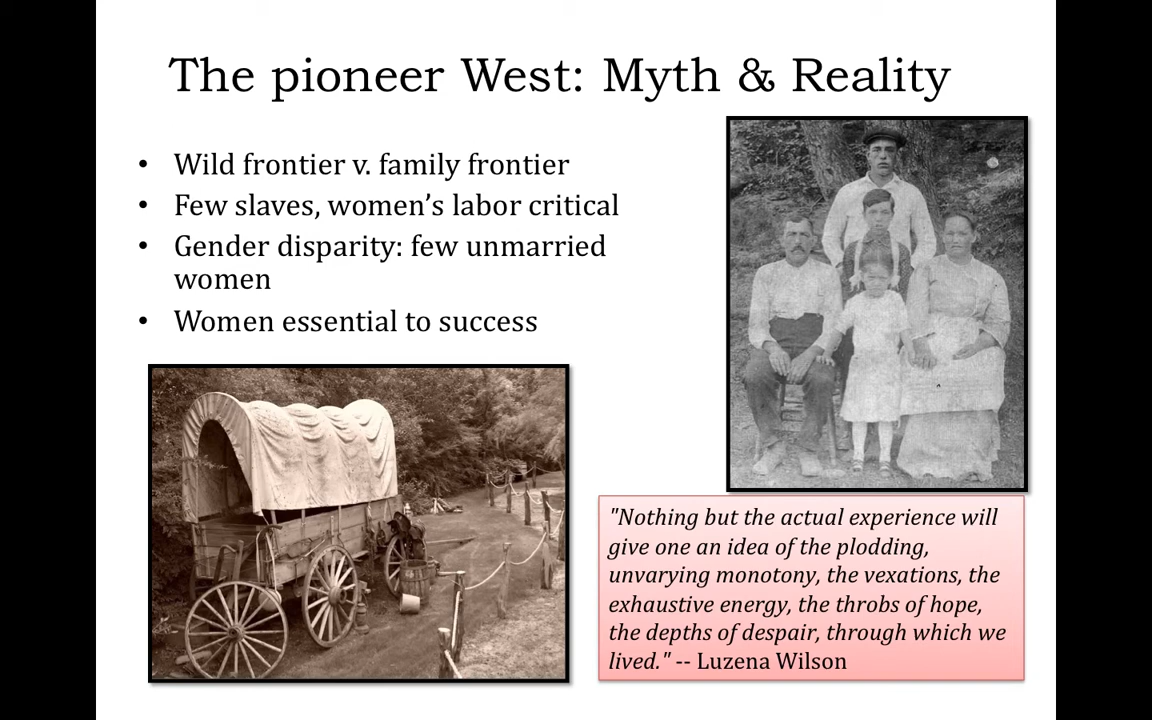 The pioneer West: Myth & Reality
• Wild frontier v. family frontier
• Few slaves, women’s labor critical
• Gender disparity: few unmarried
women
• Women essential to success
"Nothing but the actual experience will
give one an idea of the plodding,
unvarying monotony, the vexations, the
exhaustive energy, the throbs of hope,
the depths of despair, through which we
lived." -- Luzena Wilson